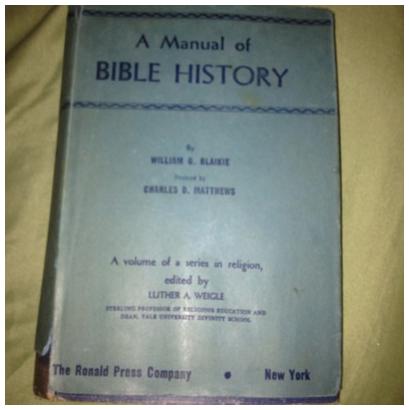 A Manual of
BIBLE HISTORY
By
WILLIAM G. BLAIKIE
Revised by
CHARLES D. MATTHEWS
A volume of a series in religion,
edited by
LUTHER A. WEIGLE
STERLING PROFESSOR OF RELIGIOUS EDUCATION AND
DEAN, YALE UNIVERSITY DIVINITY SCHOOL
The Ronald Press Company • New York